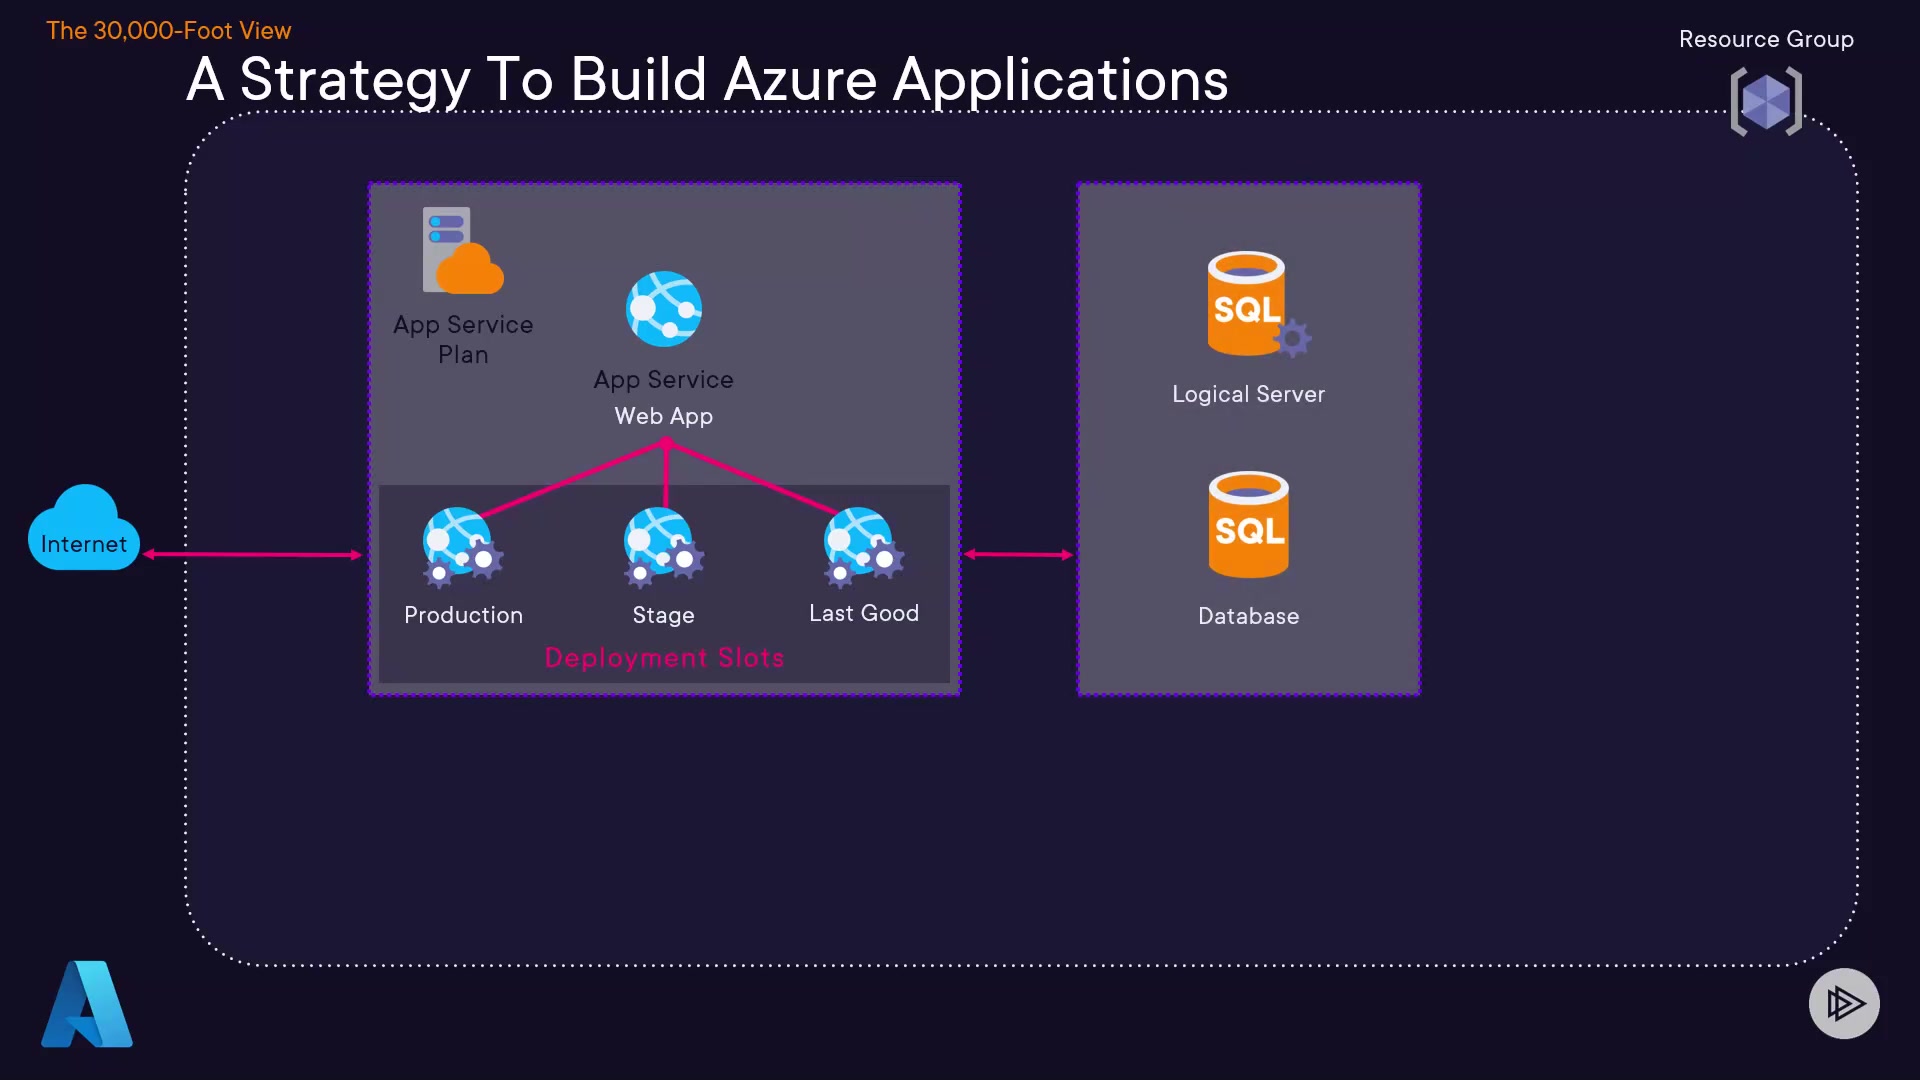 The 30,000-Foot View
A Strategy To Build Azure Applications
Resource Group
App Service
Plan
App Service
Web App
Internet
Production
Stage
Last Good
Deployment Slots
SQL
Logical Server
SQL
Database